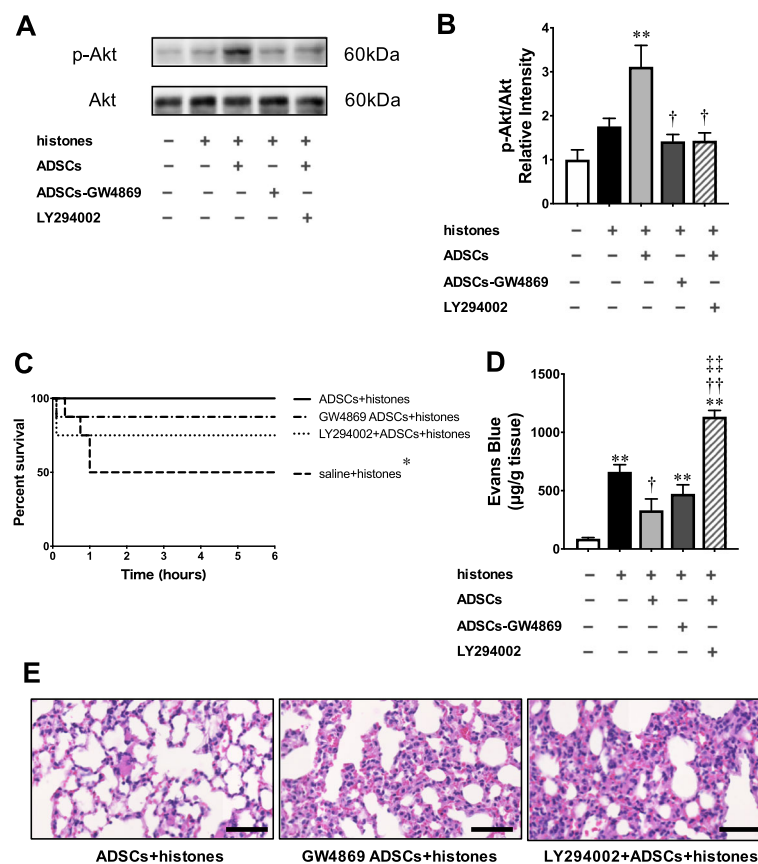 A
p-Akt 60kDa
Akt 60kDa
histones − + + + +
ADSCs − − + − +
ADSCs-GW4869 − − − + −
LY294002 − − − − +
B
p-Akt/Akt
Relative Intensity
4
3
2
1
0
** † †
histones − + + + +
ADSCs − − + − +
ADSCs-GW4869 − − − + −
LY294002 − − − − +
C
Percent survival
100
50
0
0 1 2 3 4 5 6
Time (hours)
ADSCs+histones
GW4869 ADSCs+histones
LY294002+ADSCs+histones
saline+histones*
D
Evans Blue
(µg/g tissue)
1500
1000
500
0
‡‡
‡‡
††
**
** † **
histones − + + + +
ADSCs − − + − +
ADSCs-GW4869 − − − + −
LY294002 − − − − +
E
ADSCs+histones GW4869 ADSCs+histones LY294002+ADSCs+histones